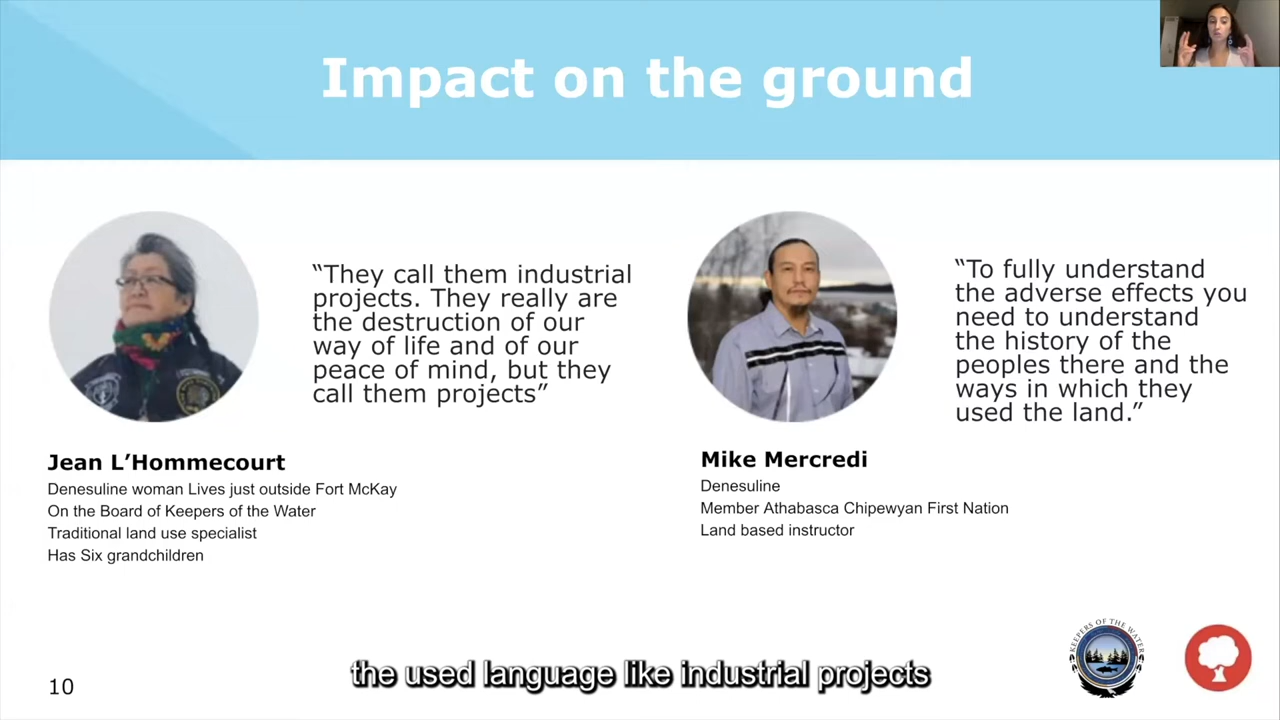 Impact on the ground
“They call them industrial
projects. They really are
the destruction of our
way of life and of our
peace of mind, but they
call them projects”
Jean L’Hommecourt
Denesuline woman Lives just outside Fort McKay
On the Board of Keepers of the Water
Traditional land use specialist
Has Six grandchildren
“To fully understand
the adverse effects you
need to understand
the history of the
peoples there and the
ways in which they
used the land.”
Mike Mercredi
Denesuline
Member Athabasca Chipewyan First Nation
Land based instructor
KEEPERS OF THE WATER
10
the used language like industrial projects